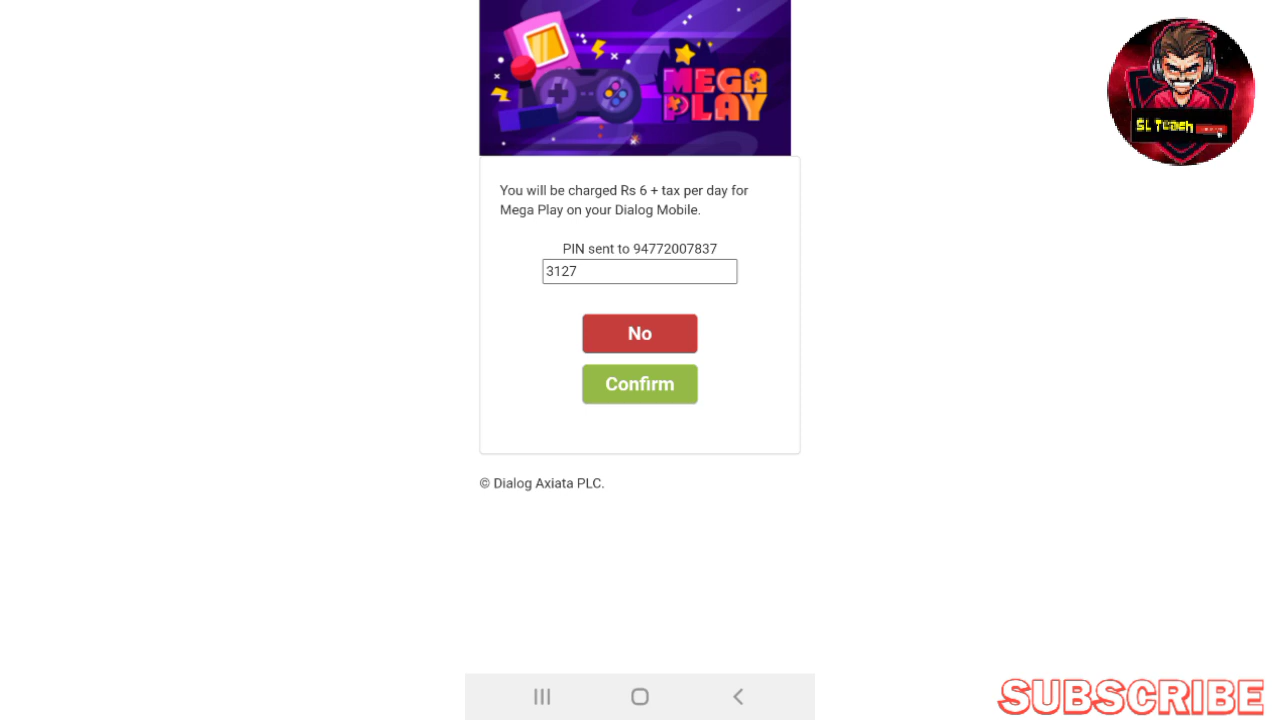 MEGA
PLAY
SL Teach
You will be charged Rs 6 + tax per day for
Mega Play on your Dialog Mobile.
PIN sent to 94772007837
3127
No
Confirm
© Dialog Axiata PLC.
SUBSCRIBE